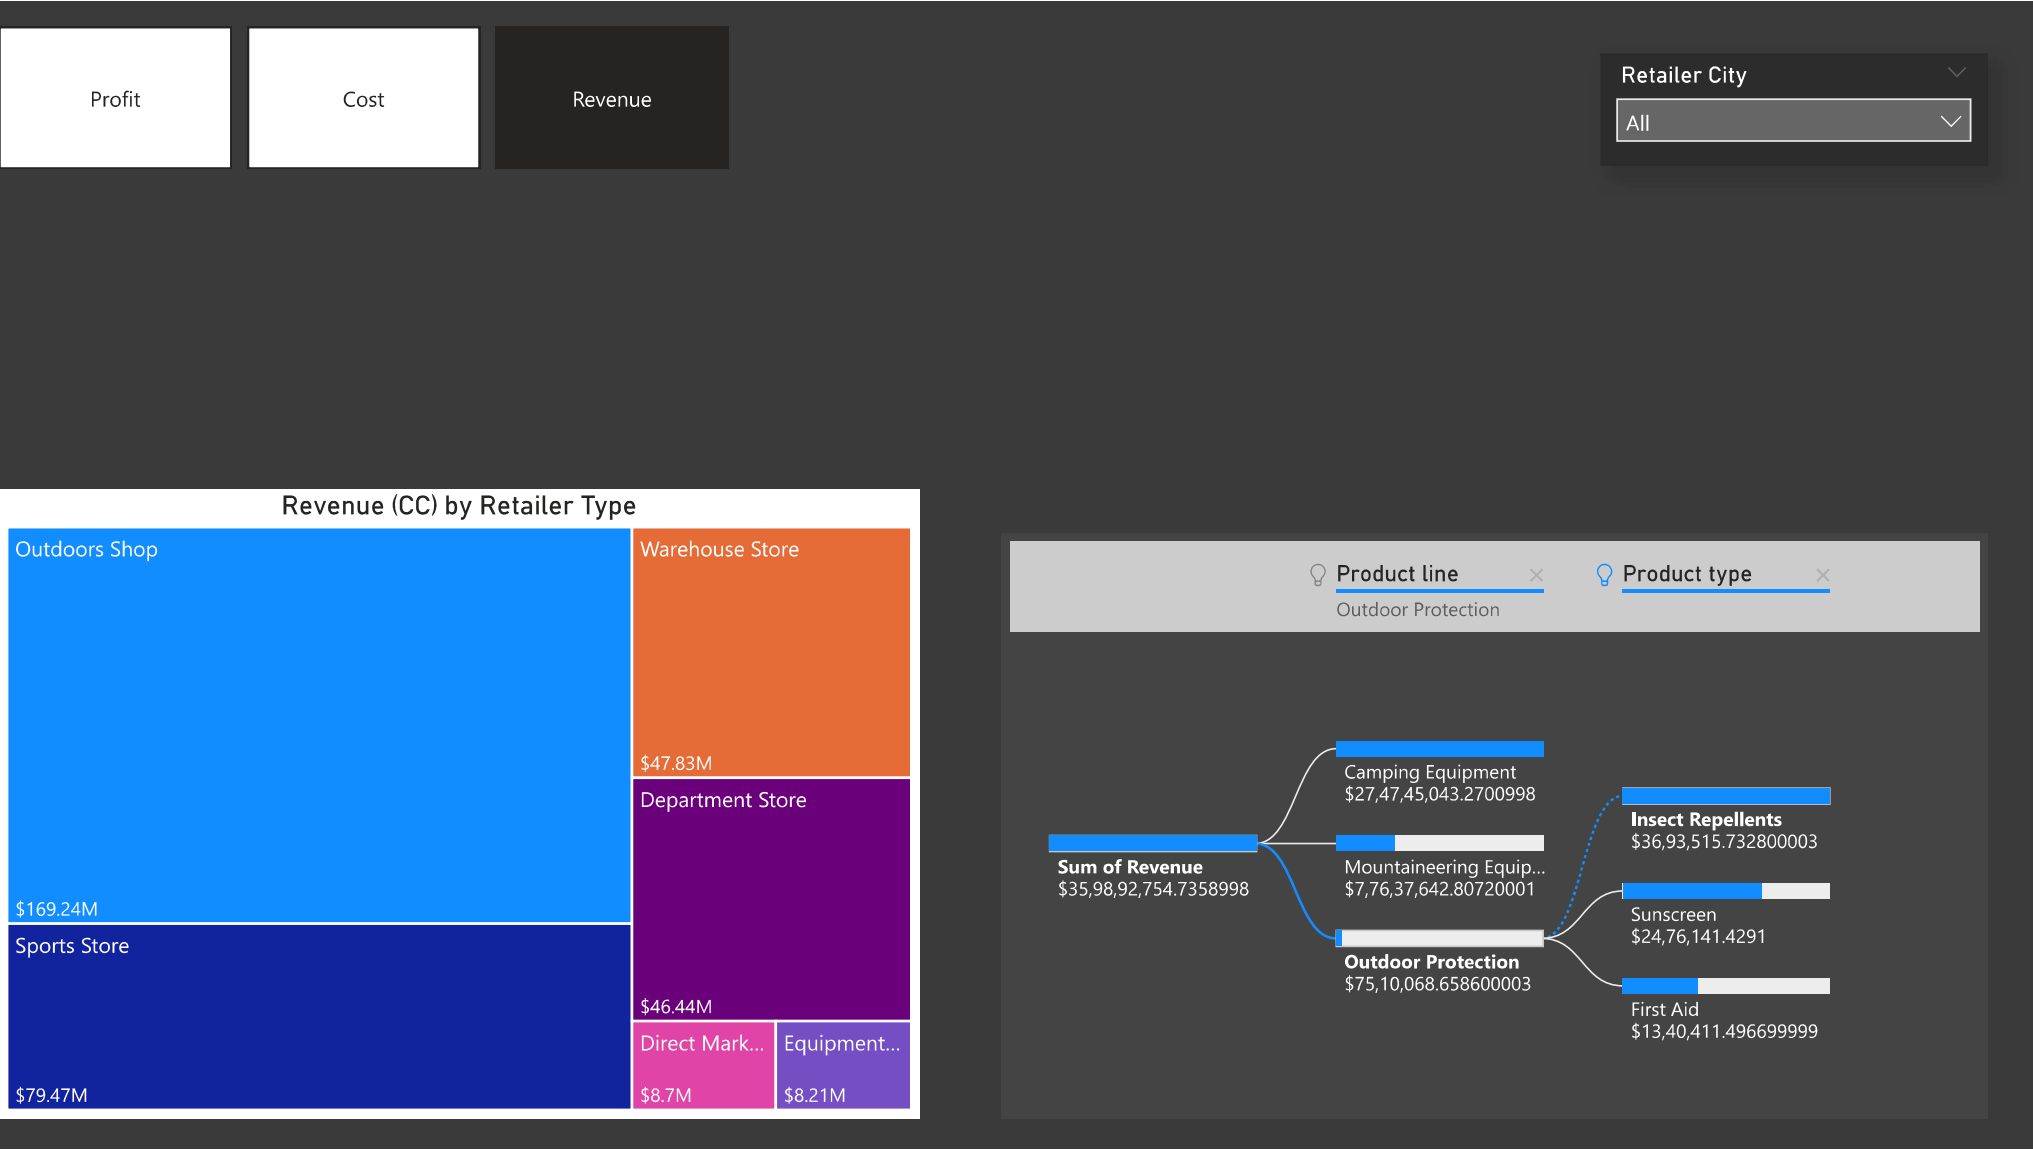 Profit
Cost
Revenue
Retailer City
All
Revenue (CC) by Retailer Type
Outdoors Shop
$169.24M
Sports Store
$79.47M
Warehouse Store
$47.83M
Department Store
$46.44M
Direct Mark...
$8.7M
Equipment...
$8.21M
Product line
Outdoor Protection
Product type
Sum of Revenue
$35,98,92,754.7358998
Camping Equipment
$27,47,45,043.2700998
Mountaineering Equip...
$7,76,37,642.80720001
Outdoor Protection
$75,10,068.658600003
Insect Repellents
$36,93,515.732800003
Sunscreen
$24,76,141.4291
First Aid
$13,40,411.496699999